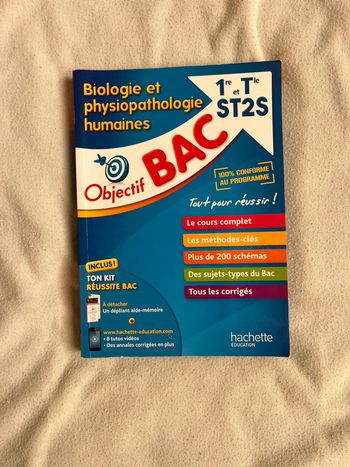 Biologie et
physiopathologie
humaines
1re et Tle
ST2S
Objectif BAC
100% CONFORME
AU PROGRAMME
Tout pour réussir !
Le cours complet
Les méthodes-clés
Plus de 200 schémas
Des sujets-types du Bac
Tous les corrigés
INCLUS !
TON KIT
RÉUSSITE BAC
À détacher
Un dépliant aide-mémoire
www.hachette-education.com
• 8 tutos vidéos
• Des annales corrigées en plus
hachette
ÉDUCATION